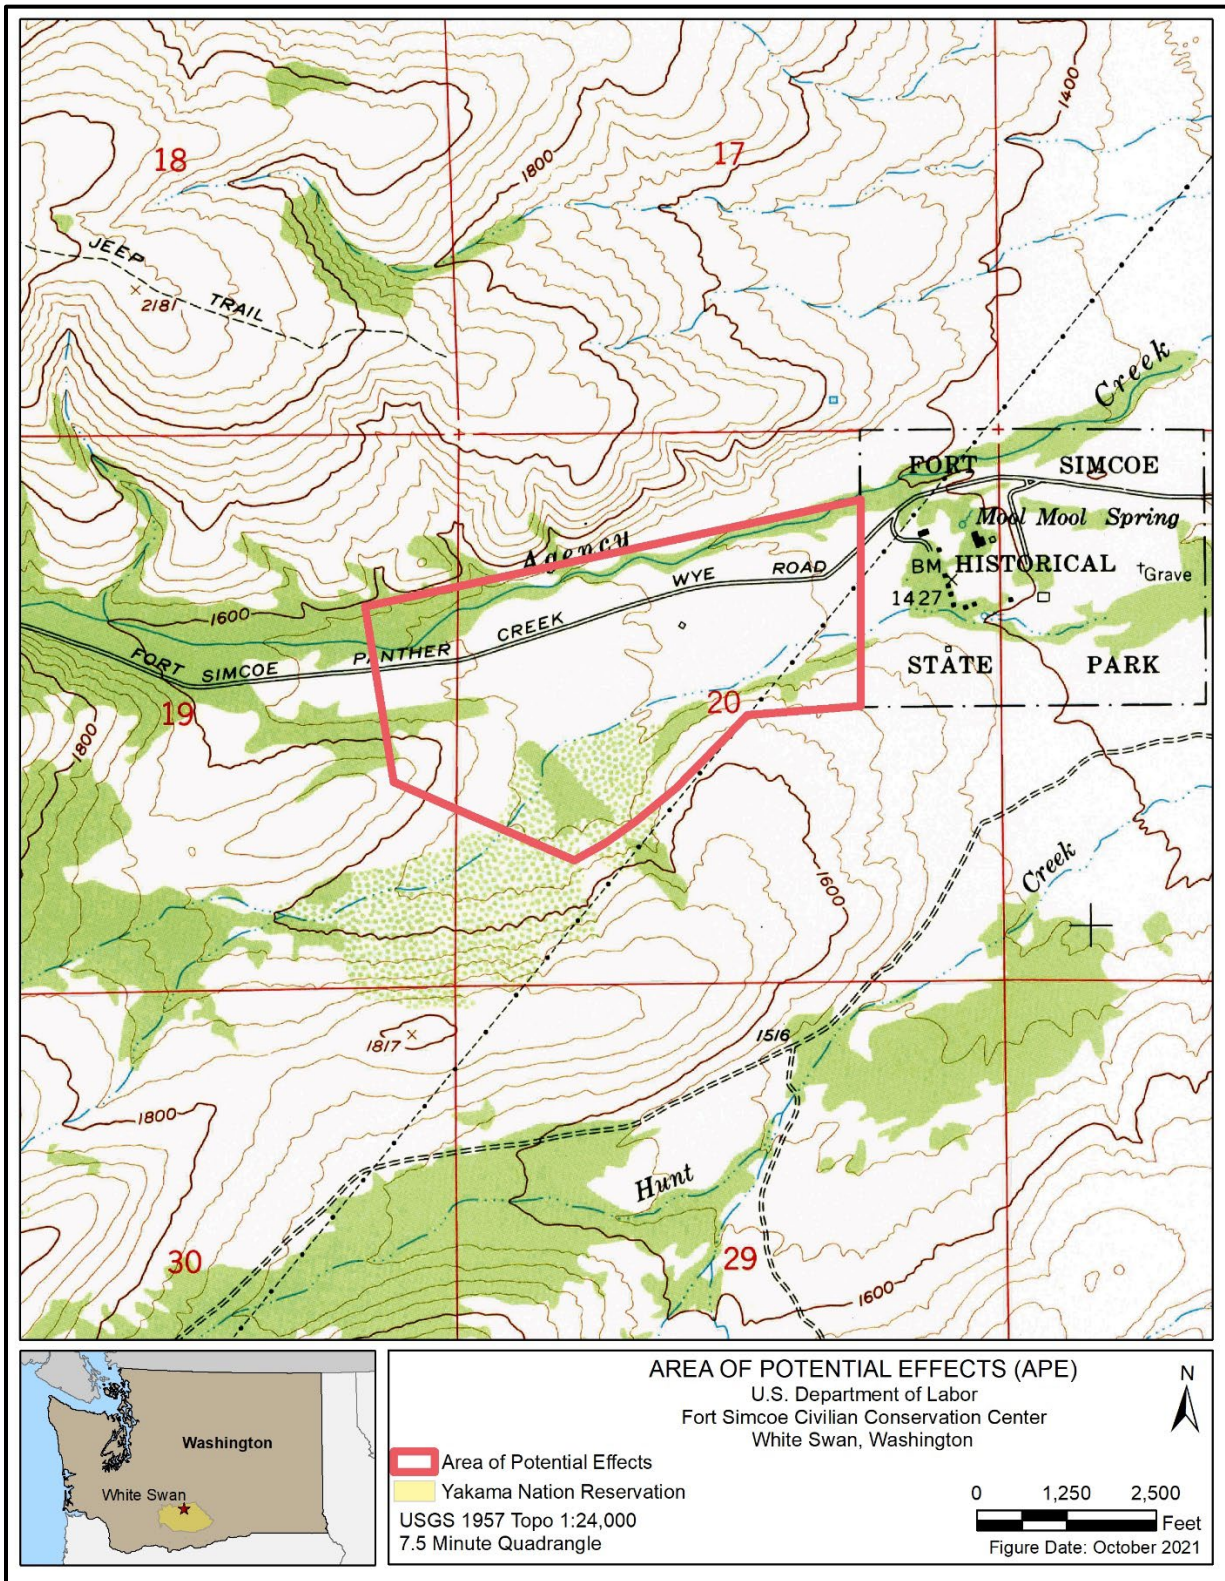 18
17
1800
1400
JEEP TRAIL
2181
Creek
FORT SIMCOE
Mool Mool Spring
Agency
BM HISTORICAL
Grave
1427
WYE ROAD
CREEK
1600
PANTHER
FORT SIMCOE
STATE PARK
19
20
1800
1600
Creek
1516
1817
1800
Hunt
30
29
1600
AREA OF POTENTIAL EFFECTS (APE)
U.S. Department of Labor
Fort Simcoe Civilian Conservation Center
White Swan, Washington
N
Washington
White Swan
Area of Potential Effects
Yakama Nation Reservation
USGS 1957 Topo 1:24,000
7.5 Minute Quadrangle
0 1,250 2,500
Feet
Figure Date: October 2021